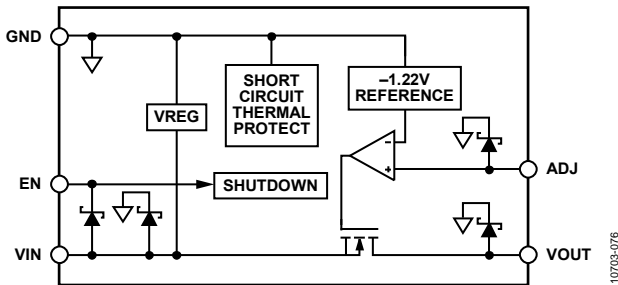 GND
SHORT
CIRCUIT
THERMAL
PROTECT
–1.22V
REFERENCE
VREG
–
+
ADJ
EN
SHUTDOWN
VIN
VOUT
10703-076